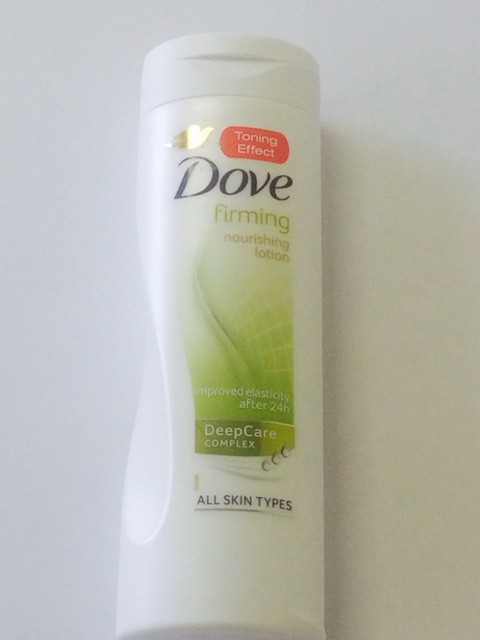 Toning
Effect
Dove
firming
nourishing
lotion
improved elasticity
after 24h
DeepCare
COMPLEX
ALL SKIN TYPES